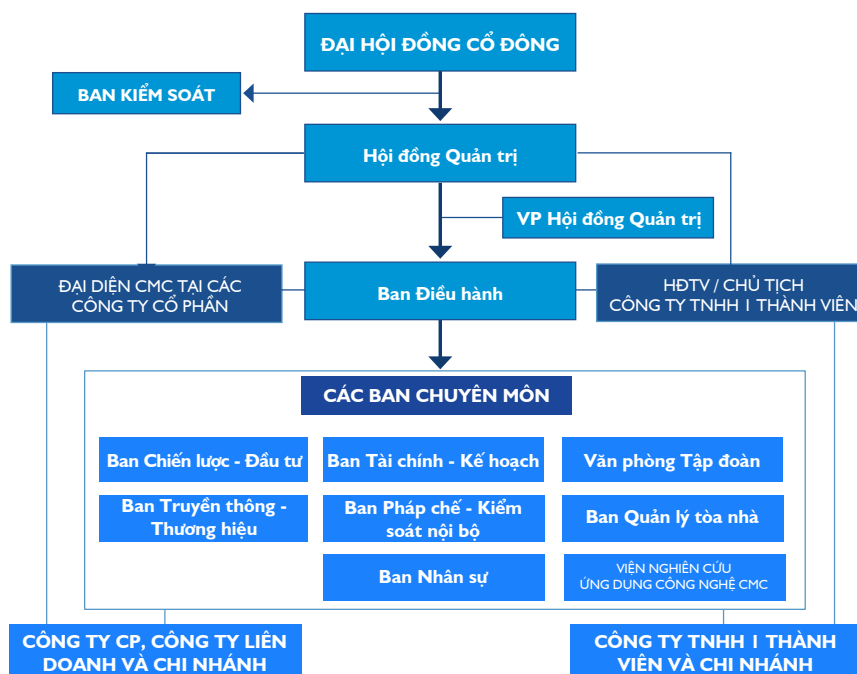 ĐẠI HỘI ĐỒNG CỔ ĐÔNG
BAN KIỂM SOÁT
Hội đồng Quản trị
VP Hội đồng Quản trị
ĐẠI DIỆN CMC TẠI CÁC
CÔNG TY CỔ PHẦN
Ban Điều hành
HĐTV / CHỦ TỊCH
CÔNG TY TNHH 1 THÀNH VIÊN
CÁC BAN CHUYÊN MÔN
Ban Chiến lược - Đầu tư
Ban Tài chính - Kế hoạch
Văn phòng Tập đoàn
Ban Truyền thông -
Thương hiệu
Ban Pháp chế - Kiểm
soát nội bộ
Ban Quản lý tòa nhà
Ban Nhân sự
VIỆN NGHIÊN CỨU
ỨNG DỤNG CÔNG NGHỆ CMC
CÔNG TY CP, CÔNG TY LIÊN
DOANH VÀ CHI NHÁNH
CÔNG TY TNHH 1 THÀNH
VIÊN VÀ CHI NHÁNH